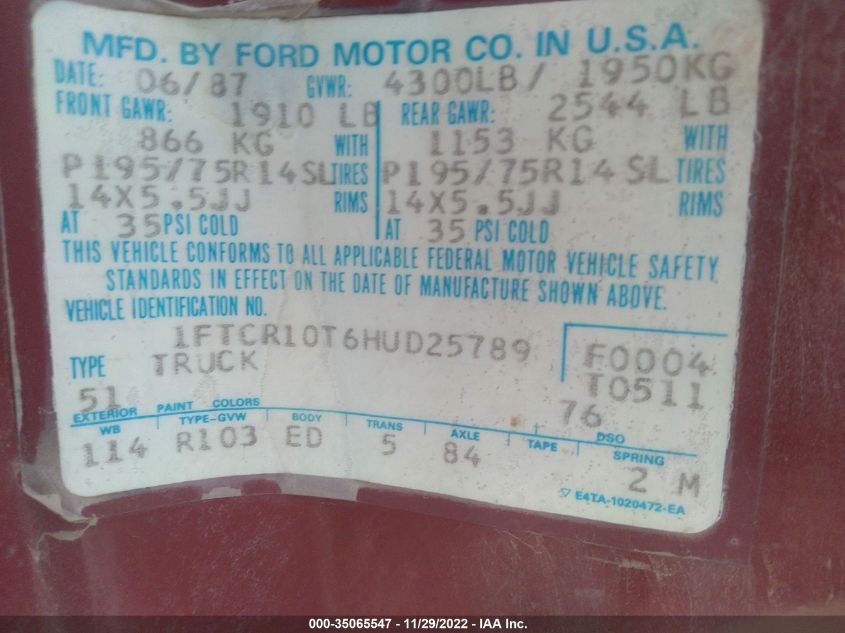 MFD. BY FORD MOTOR CO. IN U.S.A.
DATE: 06/87 GVWR: 4300LB/ 1950KG
FRONT GAWR: 1910 LB REAR GAWR: 2544 LB
866 KG WITH 1153 KG WITH
P195/75R14SL TIRES P195/75R14 SL TIRES
14X5.5JJ RIMS 14X5.5JJ RIMS
AT 35 PSI COLD AT 35 PSI COLD
THIS VEHICLE CONFORMS TO ALL APPLICABLE FEDERAL MOTOR VEHICLE SAFETY
STANDARDS IN EFFECT ON THE DATE OF MANUFACTURE SHOWN ABOVE.
VEHICLE IDENTIFICATION NO.
1FTCR10T6HUD25789
TYPE TRUCK F0004
T0511
51 76
EXTERIOR PAINT COLORS DSO
WB TYPE-GVW BODY TRANS AXLE TAPE SPRING
114 R103 ED 5 84 2 M
E4TA-1020472-EA
000-35065547 - 11/29/2022 - IAA Inc.